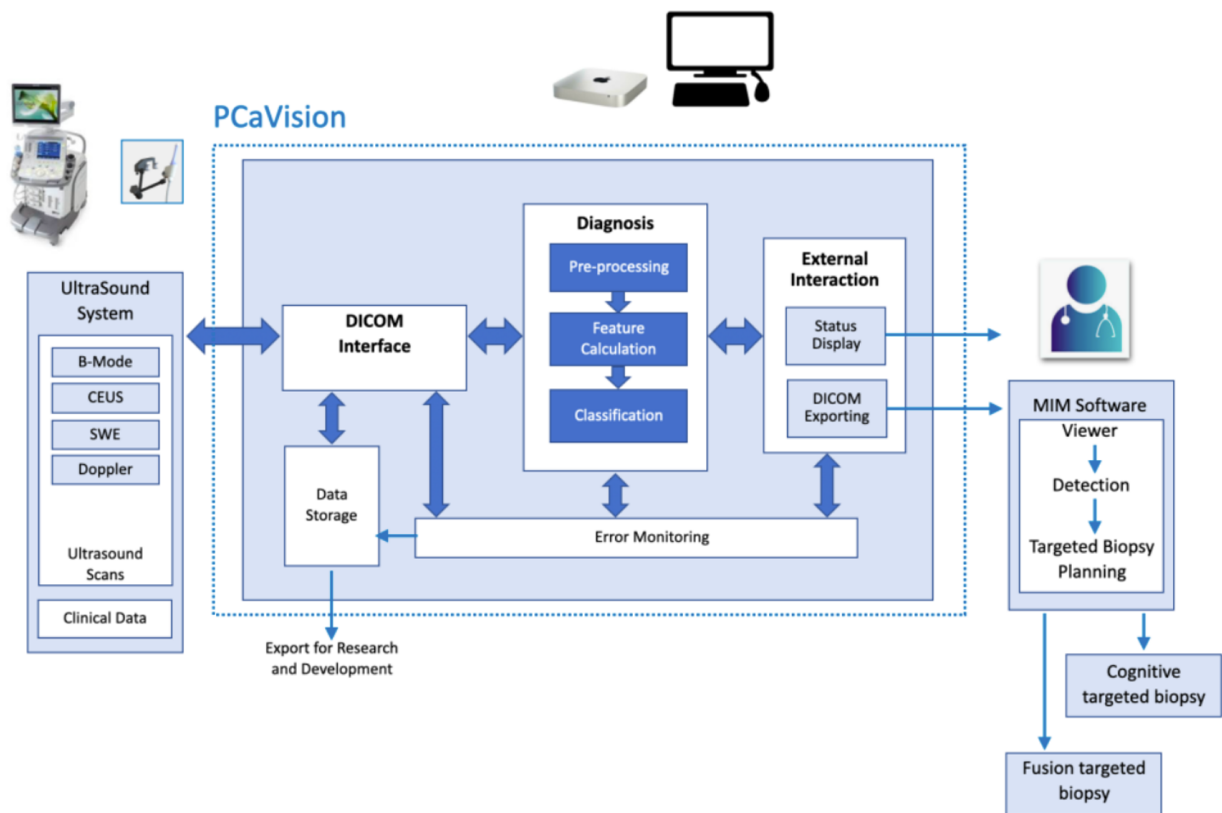 PCaVision
UltraSound
System
B-Mode
CEUS
SWE
Doppler
Ultrasound
Scans
Clinical Data
DICOM
Interface
Data
Storage
Export for Research
and Development
Diagnosis
Pre-processing
Feature
Calculation
Classification
Error Monitoring
External
Interaction
Status
Display
DICOM
Exporting
MIM Software
Viewer
Detection
Targeted Biopsy
Planning
Cognitive
targeted biopsy
Fusion targeted
biopsy